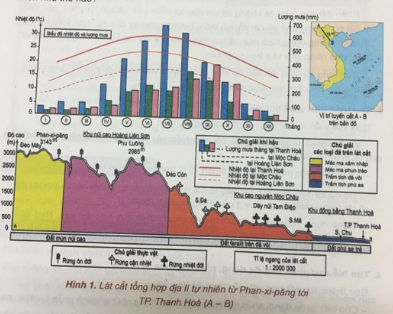 Nhiệt độ (°C)
Lượng mưa (mm)
Biểu đồ nhiệt độ và lượng mưa
30
25
20
15
10
5
0
700
600
500
400
300
200
100
0
I II III IV V VI VII VIII IX X XI XII Tháng
Vị trí tuyến cắt A - B
trên bản đồ
Độ cao
(m)
Phan-xi-păng
3143
Khu núi cao Hoàng Liên Sơn
Đèo Mây
Phu Luông
2985
Đèo Cón
3000
2500
2000
1500
1000
500
0
Chú giải khí hậu
Lượng mưa tháng tại Thanh Hoá
tại Mộc Châu
tại Hoàng Liên Sơn
Nhiệt độ tại Thanh Hoá
Nhiệt độ tại Mộc Châu
Nhiệt độ tại Hoàng Liên Sơn
Chú giải
các loại đá trên lát cắt
Mác ma xâm nhập
Mác ma phun trào
Trầm tích đá vôi
Trầm tích phù sa
Khu cao nguyên Mộc Châu
S.Đà
Dãy núi Tam Điệp
S.Mã
Khu đồng bằng Thanh Hoá
TP Thanh Hoá
S. Chu
A
B
Đất mùn núi cao
Đất feralit trên đá vôi
Đất phù sa trẻ
Chú giải thực vật
Rừng ôn đới
Rừng cận nhiệt
Rừng nhiệt đới
Tỉ lệ ngang của lát cắt
1 : 2000 000
Hình 1. Lát cắt tổng hợp địa lí tự nhiên từ Phan-xi-păng tới
TP. Thanh Hoá (A – B)